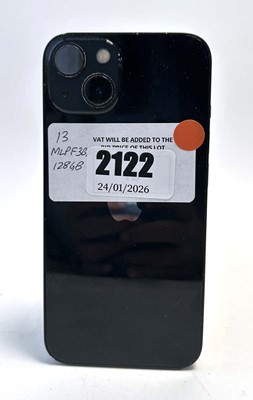 13
MLPF3B,
128GB
VAT WILL BE ADDED TO THE
BID PRICE OF THIS LOT
2122
24/01/2026